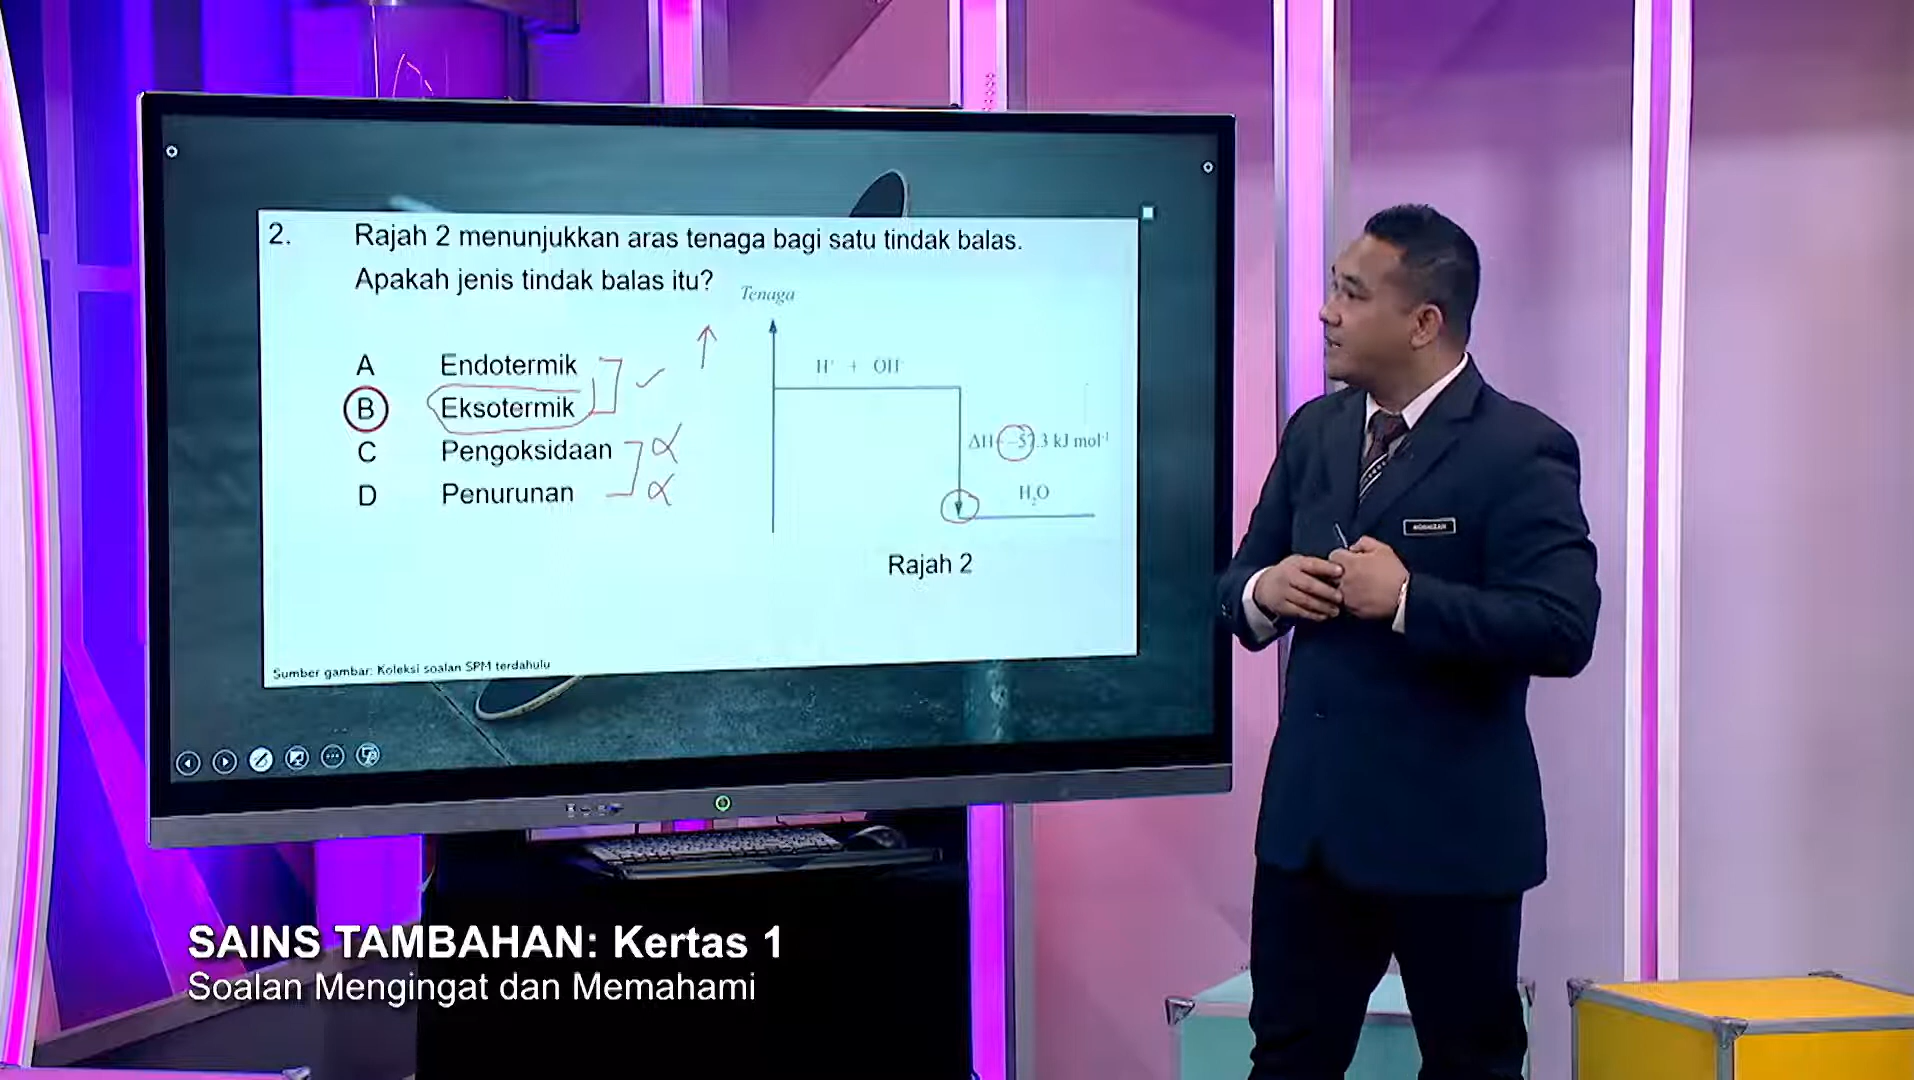 2. Rajah 2 menunjukkan aras tenaga bagi satu tindak balas.
Apakah jenis tindak balas itu?
A Endotermik
B Eksotermik
C Pengoksidaan
D Penurunan
Tenaga
H⁺ + OH⁻
ΔH = −57.3 kJ mol⁻¹
H₂O
Rajah 2
Sumber gambar: Koleksi soalan SPM terdahulu
SAINS TAMBAHAN: Kertas 1
Soalan Mengingat dan Memahami